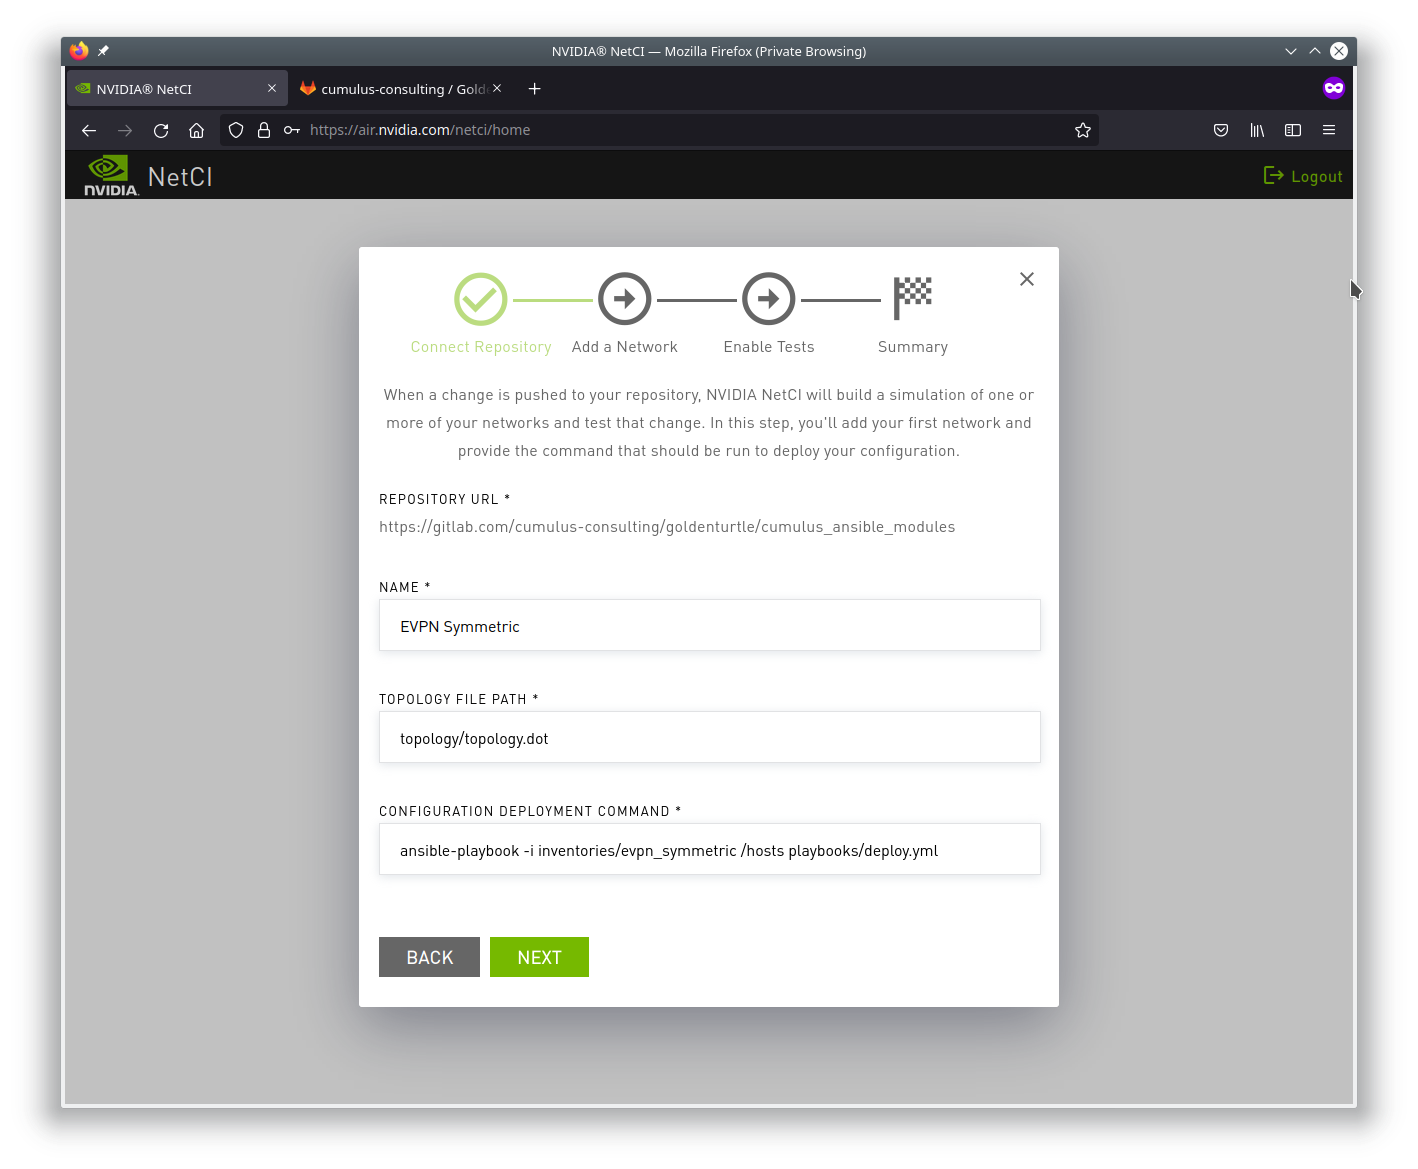 NVIDIA® NetCI — Mozilla Firefox (Private Browsing)
NVIDIA® NetCI
cumulus-consulting / Gold
https://air.nvidia.com/netci/home
NVIDIA. NetCI
Logout
Connect Repository
Add a Network
Enable Tests
Summary
When a change is pushed to your repository, NVIDIA NetCI will build a simulation of one or
more of your networks and test that change. In this step, you'll add your first network and
provide the command that should be run to deploy your configuration.
REPOSITORY URL *
https://gitlab.com/cumulus-consulting/goldenturtle/cumulus_ansible_modules
NAME *
EVPN Symmetric
TOPOLOGY FILE PATH *
topology/topology.dot
CONFIGURATION DEPLOYMENT COMMAND *
ansible-playbook -i inventories/evpn_symmetric /hosts playbooks/deploy.yml
BACK
NEXT